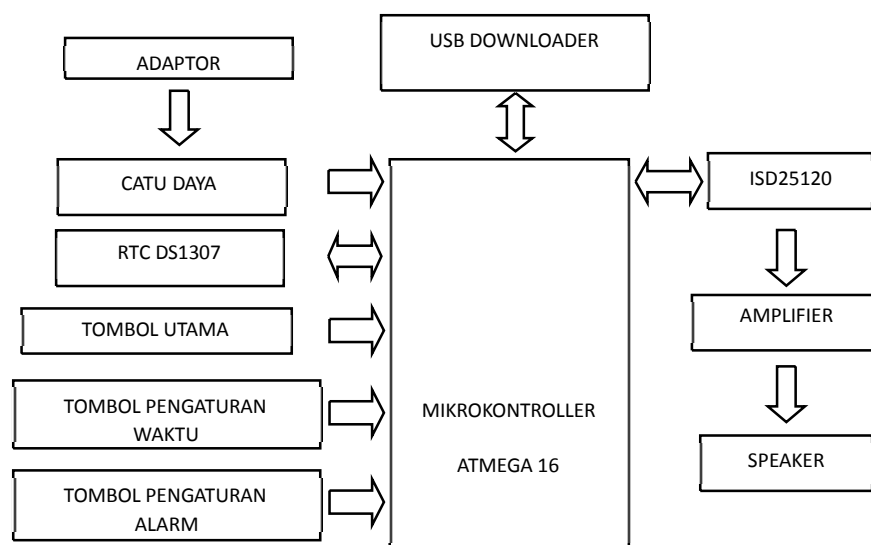 ADAPTOR
USB DOWNLOADER
CATU DAYA
ISD25120
RTC DS1307
TOMBOL UTAMA
AMPLIFIER
TOMBOL PENGATURAN
WAKTU
MIKROKONTROLLER
ATMEGA 16
SPEAKER
TOMBOL PENGATURAN
ALARM